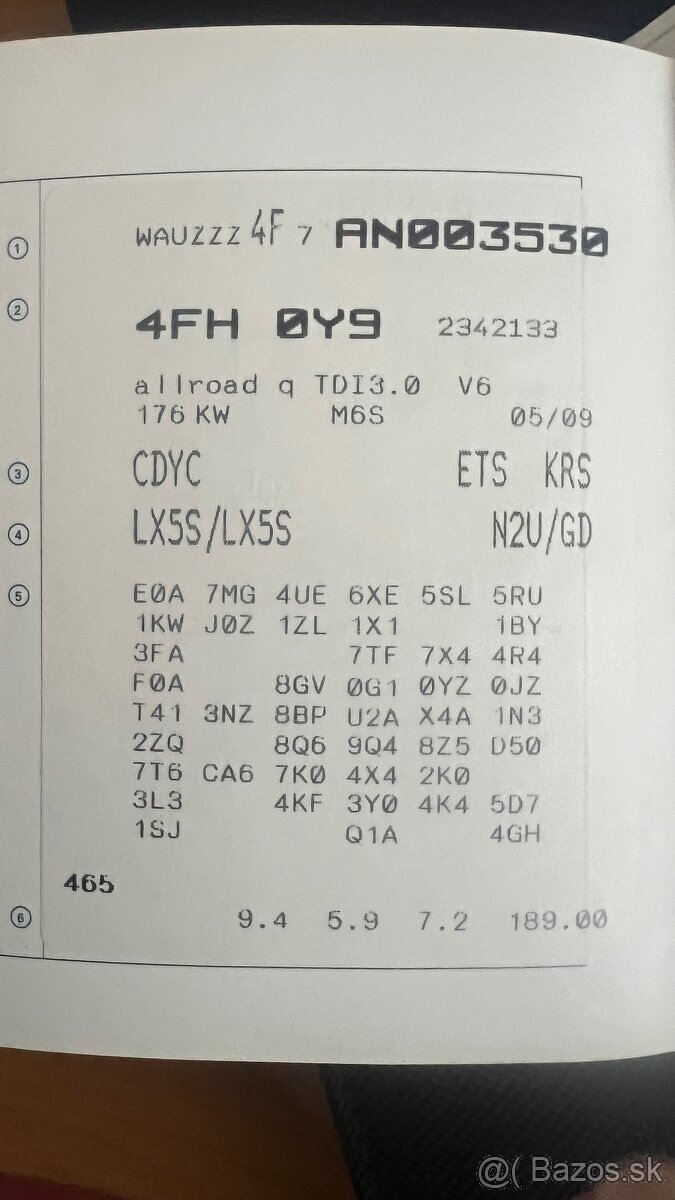 ① WAUZZZ 4F 7 AN003530
② 4FH 0Y9 2342133
allroad q TDI3.0 V6
176 KW M6S 05/09
③ CDYC ETS KRS
④ LX5S/LX5S N2U/GD
⑤ E0A 7MG 4UE 6XE 5SL 5RU
1KW J0Z 1ZL 1X1 1BY
3FA 7TF 7X4 4R4
F0A 8GV 0G1 0YZ 0JZ
T41 3NZ 8BP U2A X4A 1N3
2ZQ 8Q6 9Q4 8Z5 D50
7T6 CA6 7K0 4X4 2K0
3L3 4KF 3Y0 4K4 5D7
1SJ Q1A 4GH
465
⑥ 9.4 5.9 7.2 189.00
@( Bazos.sk